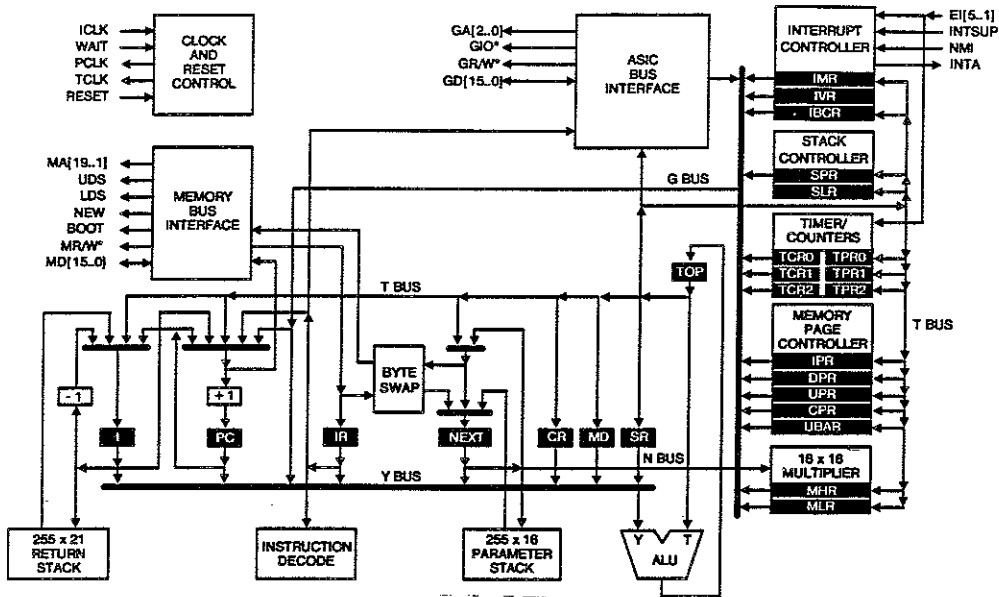 ICLK
WAIT
PCLK
TCLK
RESET
CLOCK
AND
RESET
CONTROL
GA[2..0]
GIO*
GR/W*
GD[15..0]
ASIC
BUS
INTERFACE
INTERRUPT
CONTROLLER
IMR
IVR
IBCR
EI[5..1]
INTSUP
NMI
INTA
MA[19..1]
UDS
LDS
NEW
BOOT
MR/W*
MD[15..0]
MEMORY
BUS
INTERFACE
G BUS
STACK
CONTROLLER
SPR
SLR
TIMER/
COUNTERS
TCR0 TPR0
TCR1 TPR1
TCR2 TPR2
TOP
T BUS
T BUS
MEMORY
PAGE
CONTROLLER
IPR
DPR
UPR
CPR
UBAR
BYTE
SWAP
-1
+1
I
PC
IR
NEXT
CR
MD
SR
N BUS
Y BUS
16 x 16
MULTIPLIER
MHR
MLR
255 x 21
RETURN
STACK
INSTRUCTION
DECODE
255 x 16
PARAMETER
STACK
Y T
ALU